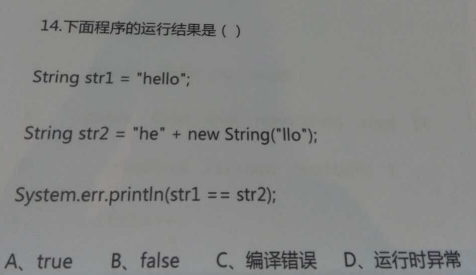 14.下面程序的运行结果是（ ）
String str1 = "hello";
String str2 = "he" + new String("llo");
System.err.println(str1 == str2);
A、true B、false C、编译错误 D、运行时异常